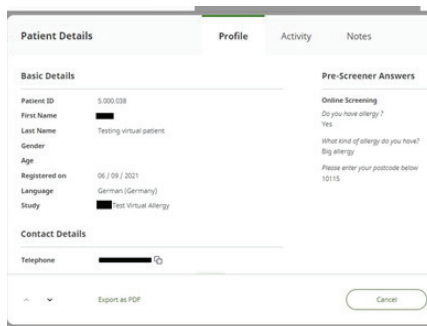 Patient Details
Profile
Activity
Notes
Basic Details
Patient ID 5.000.038
First Name
Last Name Testing virtual patient
Gender
Age
Registered on 06 / 09 / 2021
Language German (Germany)
Study Test Virtual Allergy
Contact Details
Telephone
Pre-Screener Answers
Online Screening
Do you have allergy ?
Yes
What kind of allergy do you have?
Big allergy
Please enter your postcode below
10115
Export as PDF
Cancel